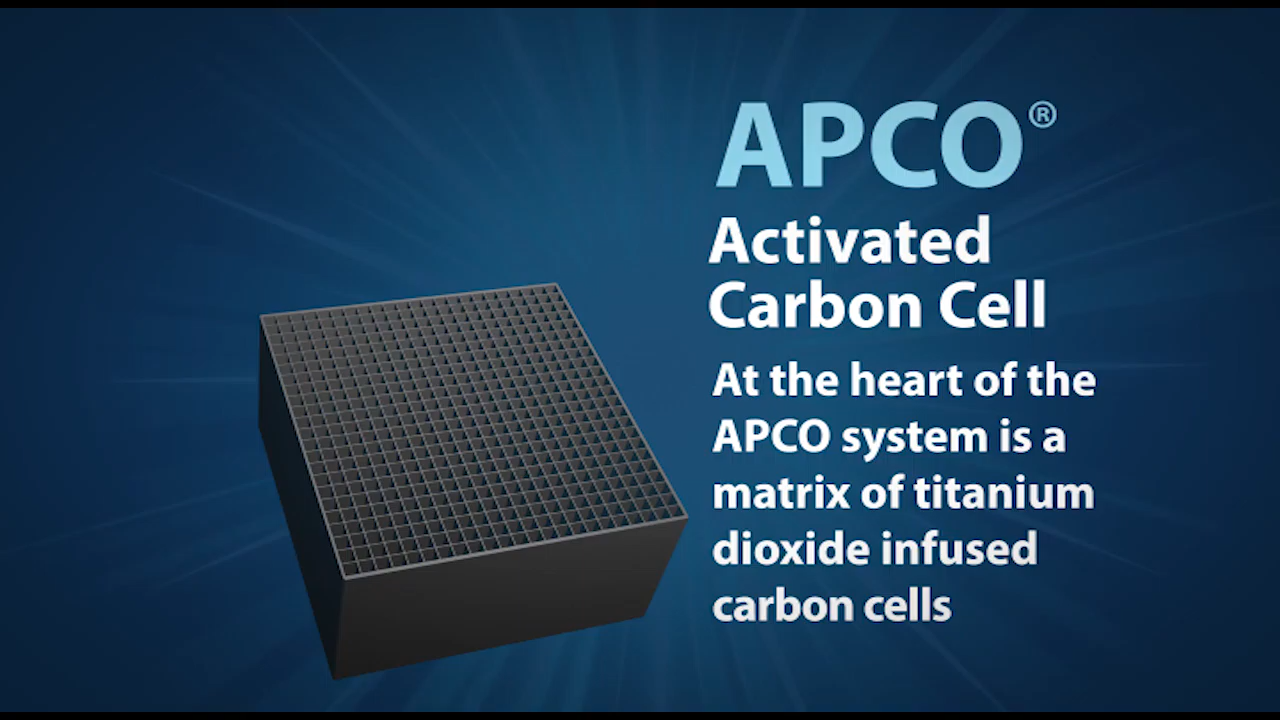 APCO®
Activated
Carbon Cell
At the heart of the
APCO system is a
matrix of titanium
dioxide infused
carbon cells